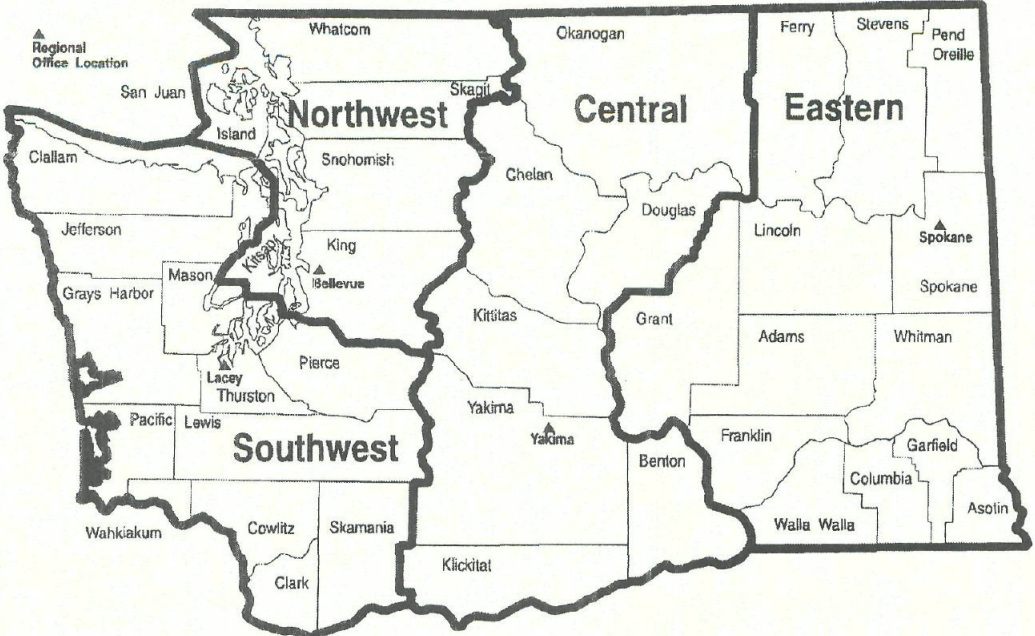 Regional
Office Location
San Juan
Whatcom
Skagit
Northwest
Island
Snohomish
King
Kitsap
Bellevue
Clallam
Jefferson
Mason
Grays Harbor
Pierce
Lacey
Thurston
Pacific
Lewis
Southwest
Wahkiakum
Cowlitz
Skamania
Clark
Okanogan
Central
Chelan
Douglas
Kittitas
Yakima
Yakima
Benton
Klickitat
Ferry
Stevens
Pend
Oreille
Eastern
Lincoln
Spokane
Spokane
Grant
Adams
Whitman
Franklin
Garfield
Columbia
Walla Walla
Asotin